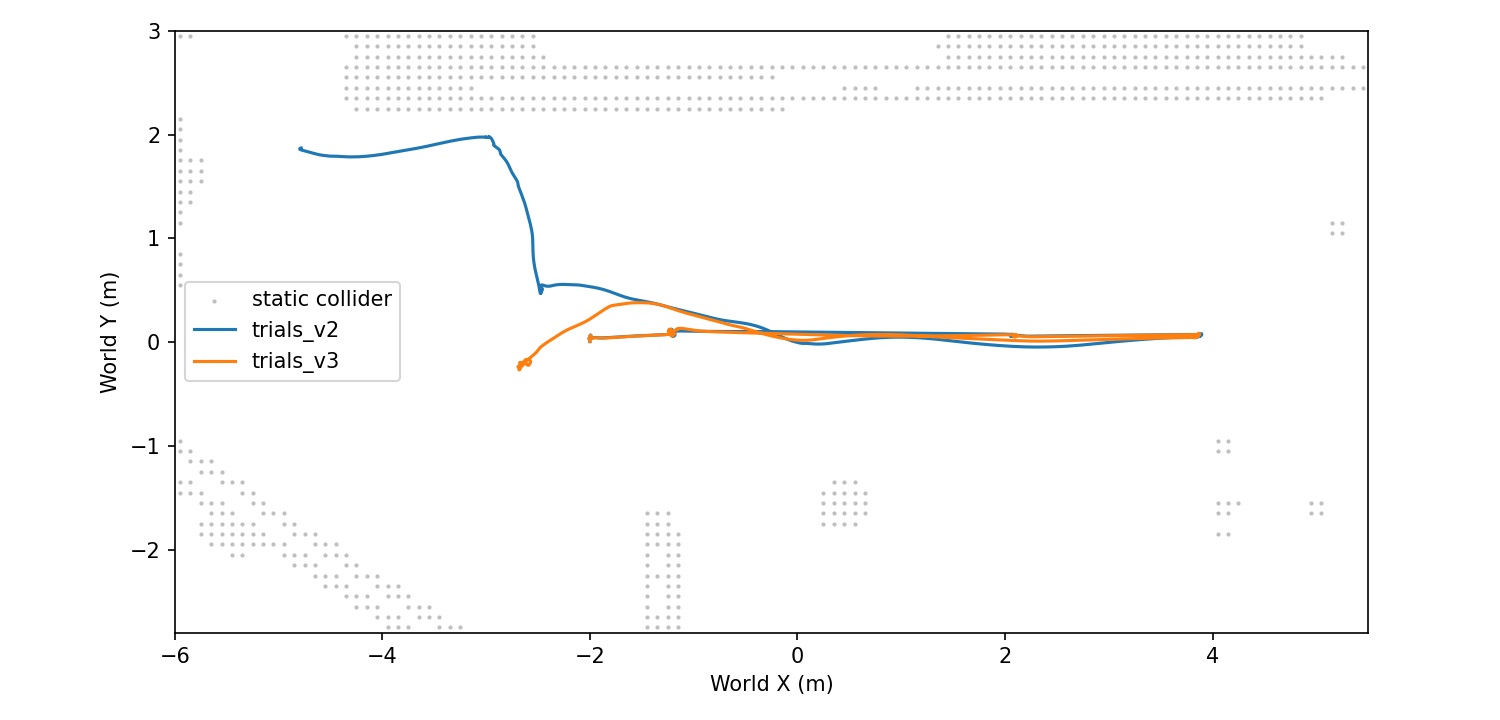 3
2
1
0
−1
−2
World Y (m)
static collider
trials_v2
trials_v3
−6
−4
−2
0
2
4
World X (m)